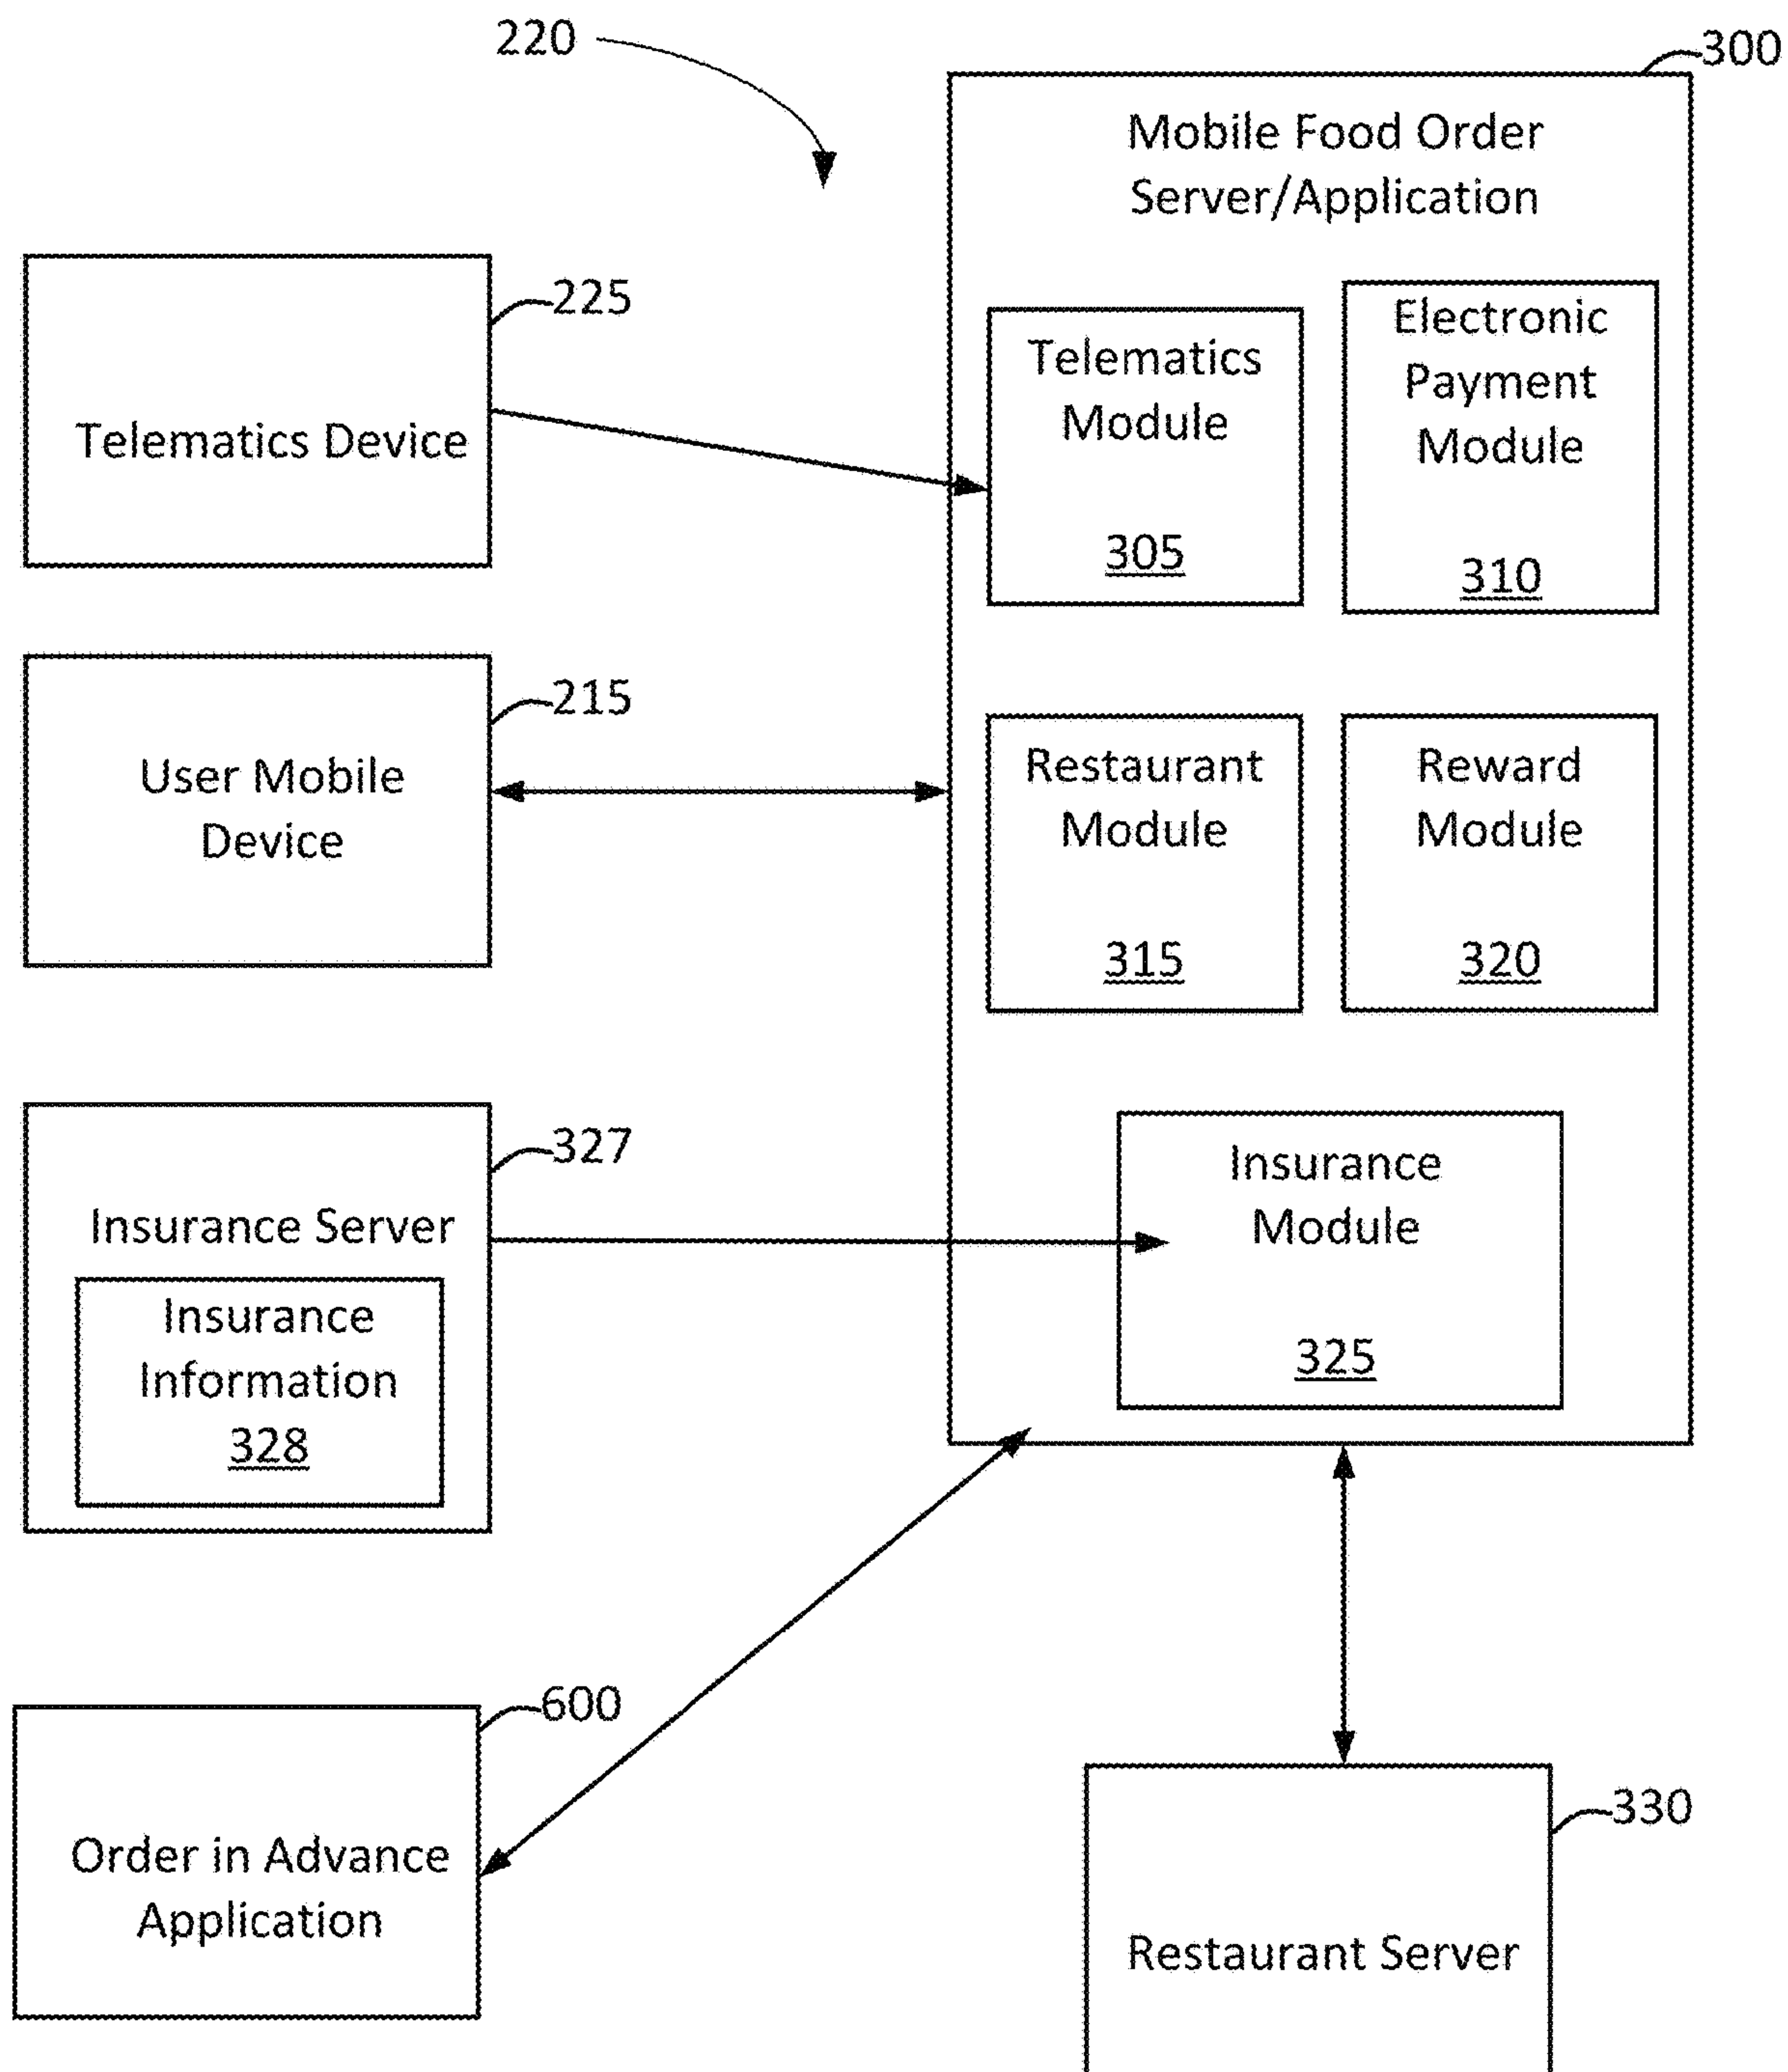 220
300
Mobile Food Order
Server/Application
225
Telematics Device
Telematics
Module
305
Electronic
Payment
Module
310
215
User Mobile
Device
Restaurant
Module
315
Reward
Module
320
327
Insurance Server
Insurance
Information
328
Insurance
Module
325
600
Order in Advance
Application
330
Restaurant Server